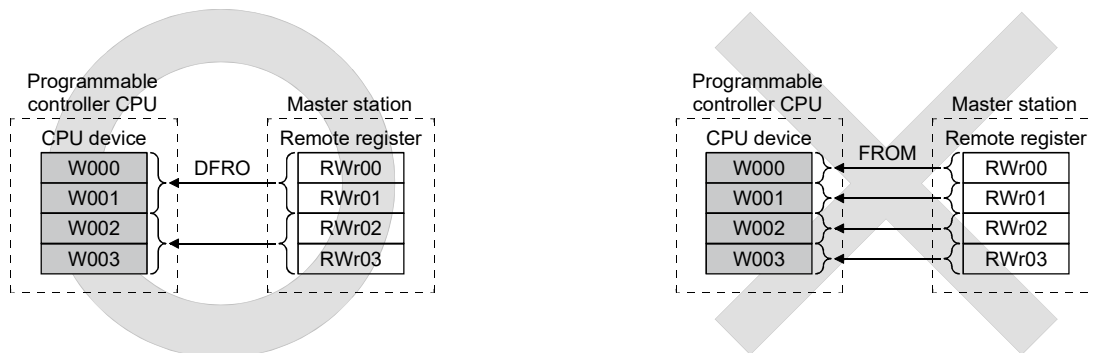 Programmable
controller CPU
Master station
CPU device
Remote register
DFRO
W000
RWr00
W001
RWr01
W002
RWr02
W003
RWr03
Programmable
controller CPU
Master station
CPU device
Remote register
FROM
W000
RWr00
W001
RWr01
W002
RWr02
W003
RWr03